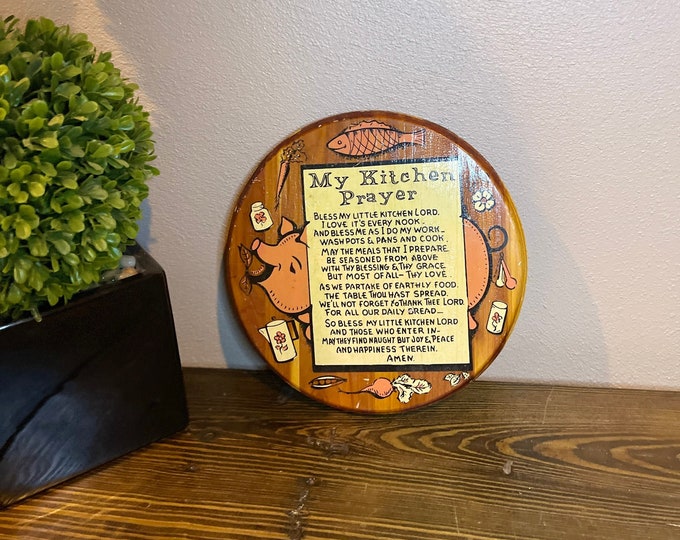 My Kitchen
Prayer
BLESS MY LITTLE KITCHEN LORD.
I LOVE IT'S EVERY NOOK.
AND BLESS ME AS I DO MY WORK_
WASH POTS & PANS AND COOK.
MAY THE MEALS THAT I PREPARE
BE SEASONED FROM ABOVE
WITH THY BLESSING & THY GRACE
BUT MOST OF ALL- THY LOVE.
AS WE PARTAKE OF EARTHLY FOOD.
THE TABLE THOU HAST SPREAD.
WE'LL NOT FORGET TO THANK THEE LORD
FOR ALL OUR DAILY BREAD_
SO BLESS MY LITTLE KITCHEN LORD
AND THOSE WHO ENTER IN_
MAY THEY FIND NAUGHT BUT JOY & PEACE
AND HAPPINESS THEREIN.
AMEN.